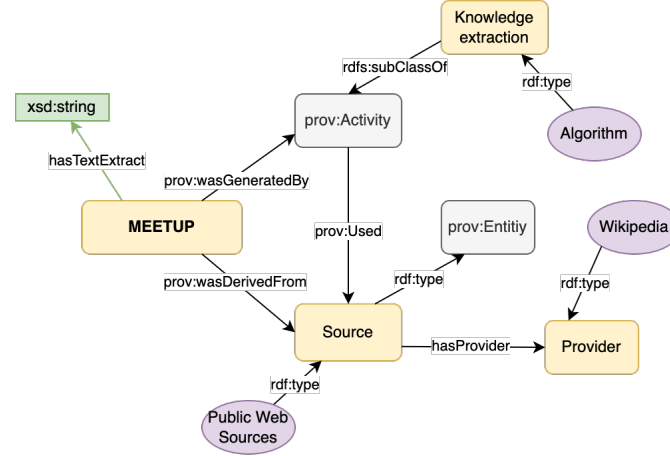 Knowledge
extraction
rdfs:subClassOf
rdf:type
xsd:string
prov:Activity
Algorithm
hasTextExtract
prov:wasGeneratedBy
MEETUP
prov:Used
prov:Entitiy
Wikipedia
prov:wasDerivedFrom
rdf:type
rdf:type
Source
hasProvider
Provider
rdf:type
Public Web
Sources